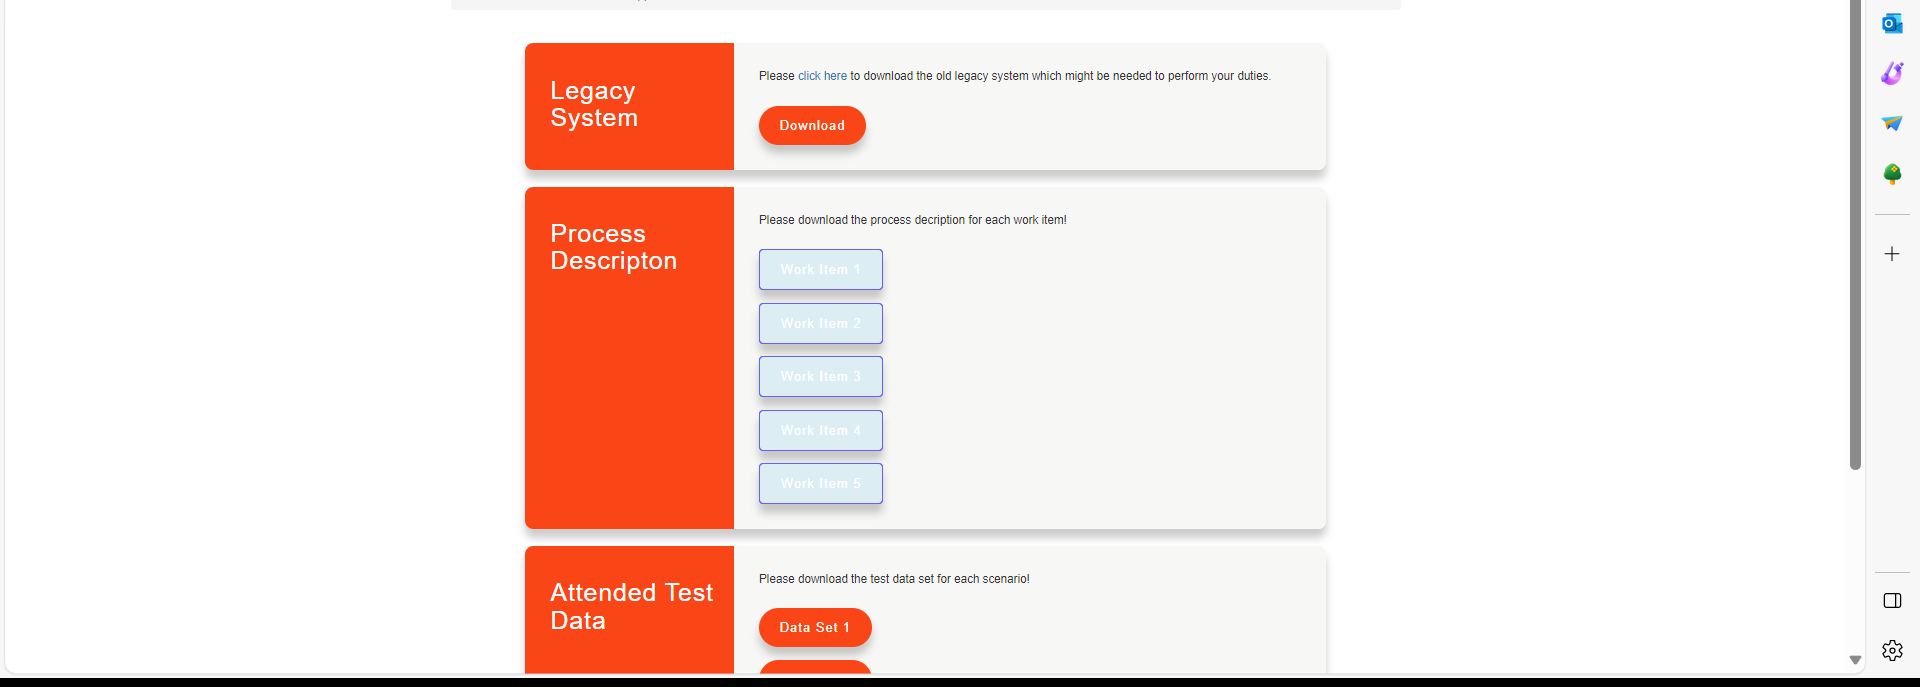 Legacy
System
Please click here to download the old legacy system which might be needed to perform your duties.
Download
Process
Descripton
Please download the process decription for each work item!
Work Item 1
Work Item 2
Work Item 3
Work Item 4
Work Item 5
Attended Test
Data
Please download the test data set for each scenario!
Data Set 1